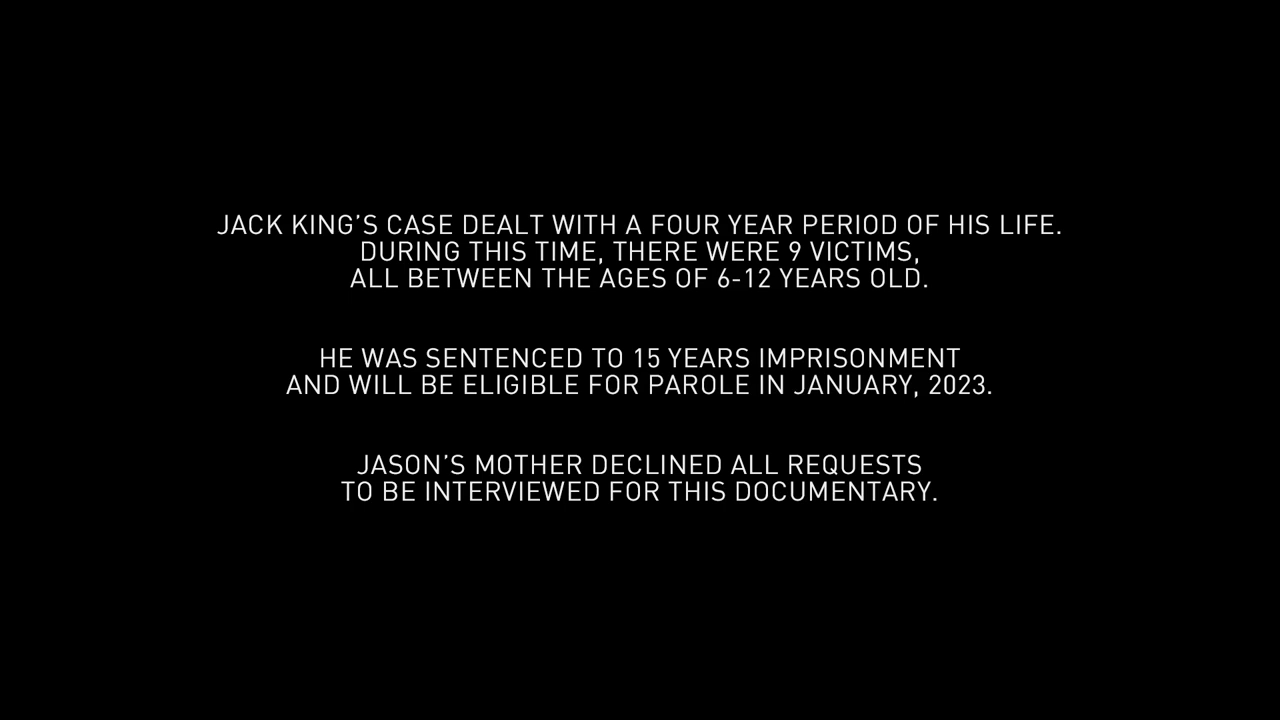 JACK KING’S CASE DEALT WITH A FOUR YEAR PERIOD OF HIS LIFE.
DURING THIS TIME, THERE WERE 9 VICTIMS,
ALL BETWEEN THE AGES OF 6-12 YEARS OLD.
HE WAS SENTENCED TO 15 YEARS IMPRISONMENT
AND WILL BE ELIGIBLE FOR PAROLE IN JANUARY, 2023.
JASON’S MOTHER DECLINED ALL REQUESTS
TO BE INTERVIEWED FOR THIS DOCUMENTARY.